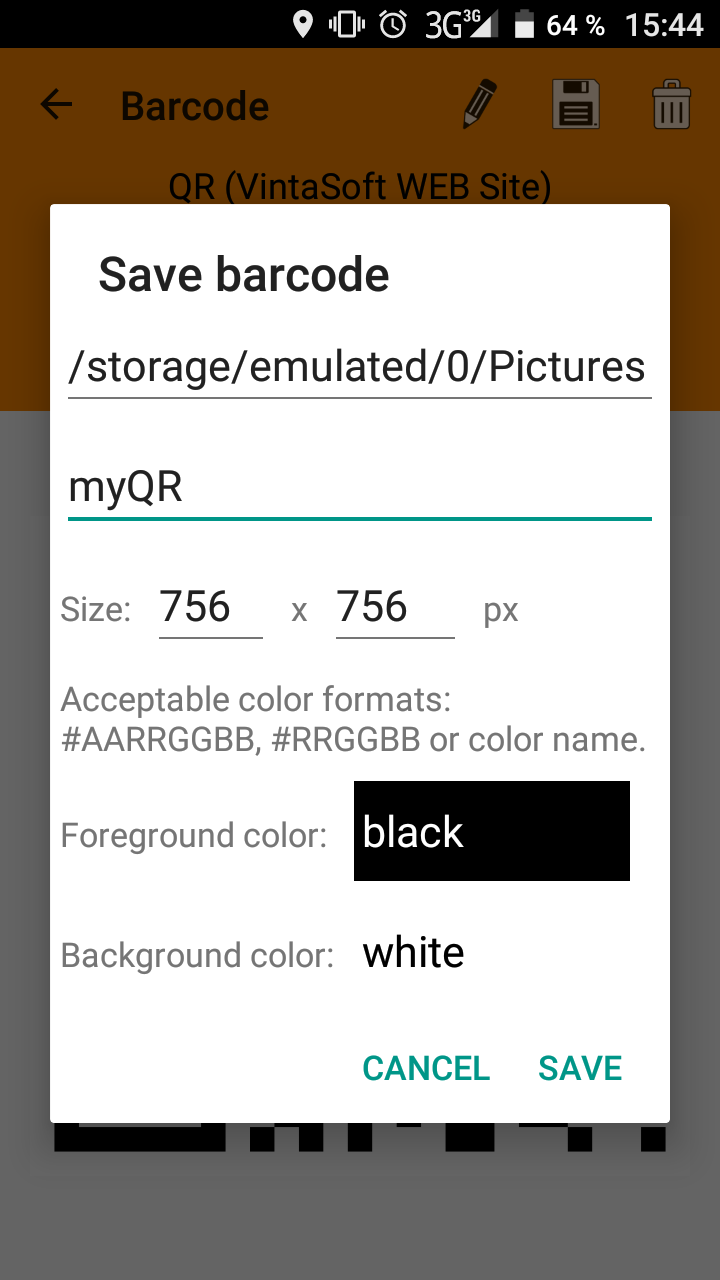 3G 3G 64 % 15:44
Barcode
QR (VintaSoft WEB Site)
Save barcode
/storage/emulated/0/Pictures
myQR
Size: 756 x 756 px
Acceptable color formats:
#AARRGGBB, #RRGGBB or color name.
Foreground color: black
Background color: white
CANCEL SAVE